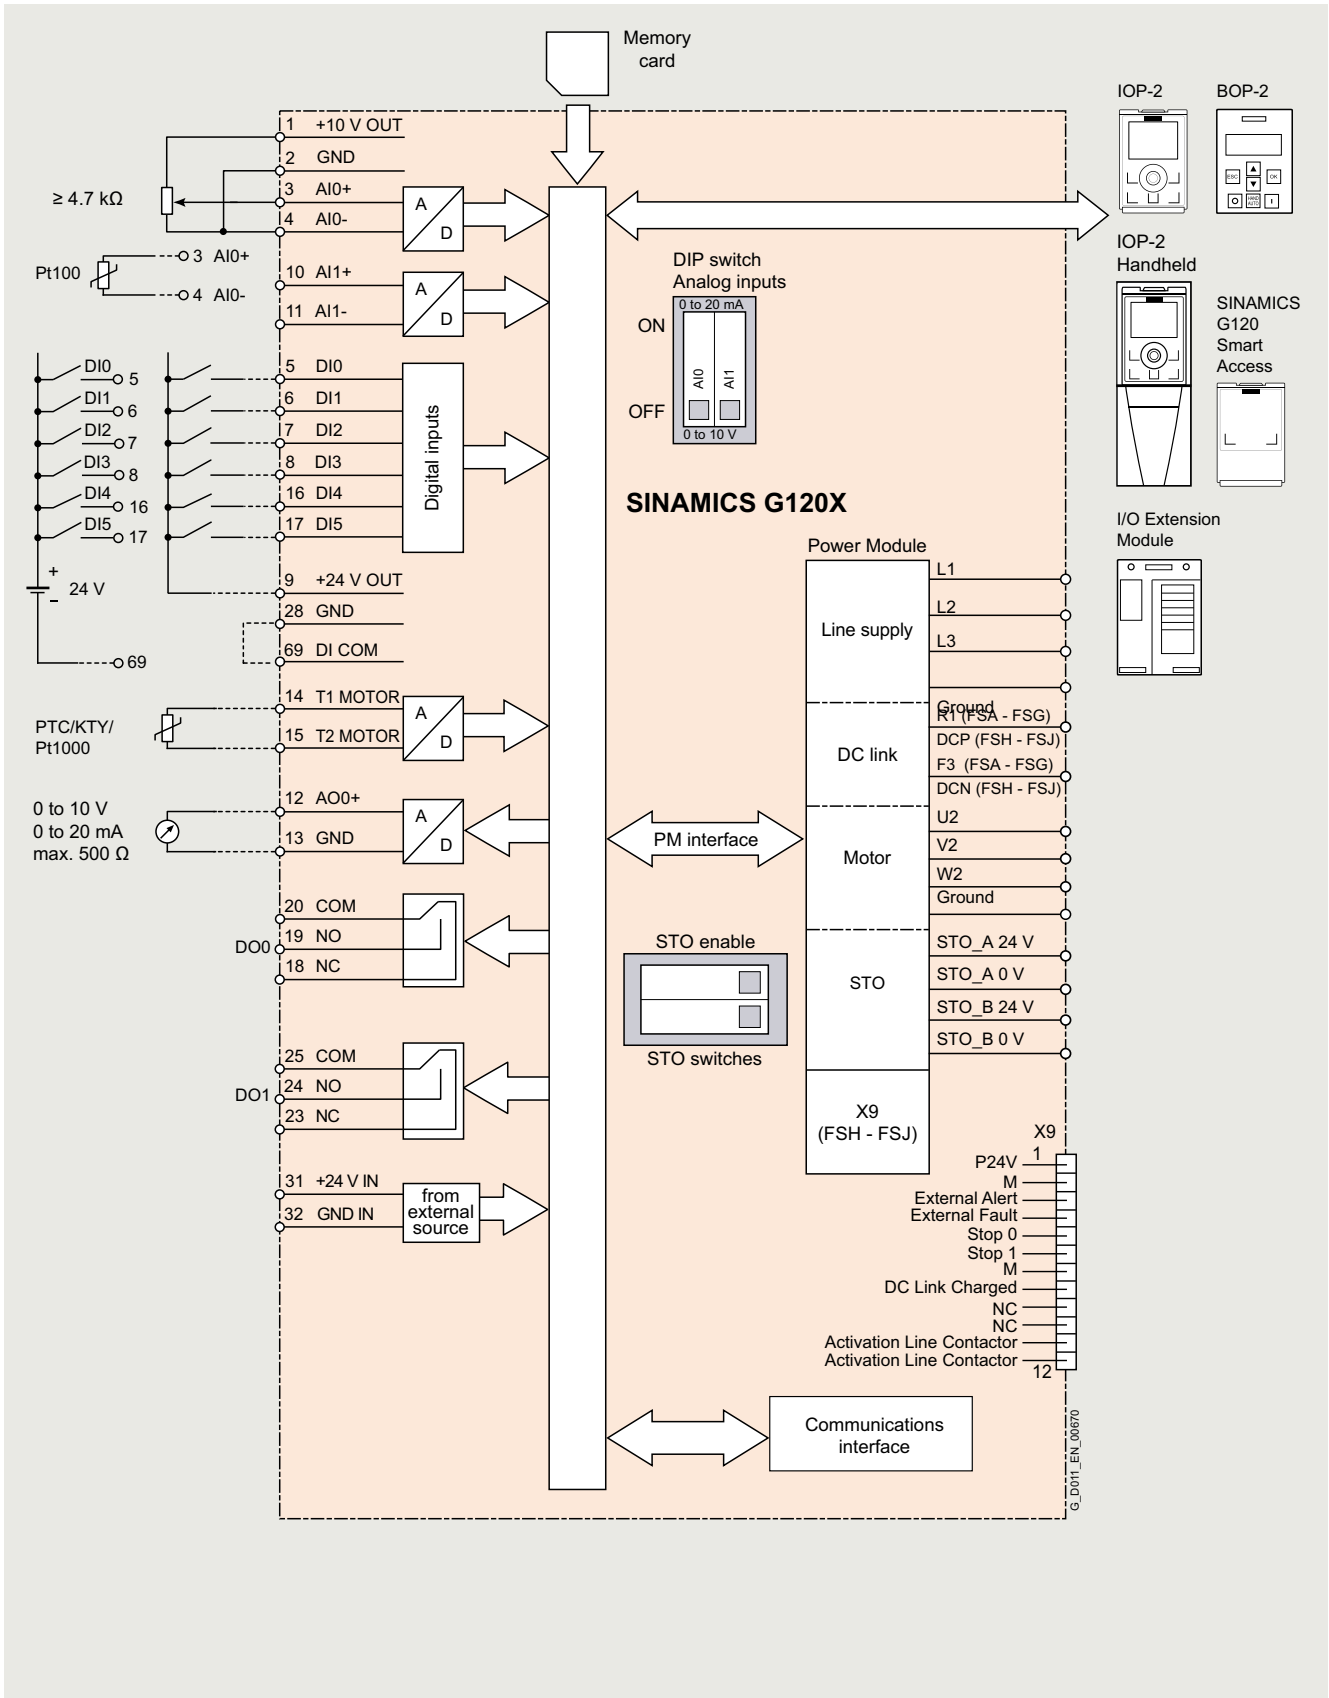 Memory
card
IOP-2
BOP-2
1 +10 V OUT
2 GND
3 AI0+
4 AI0-
≥ 4.7 kΩ
A
D
ESC
OK
HAND
AUTO
I
Pt100
3 AI0+
4 AI0-
10 AI1+
11 AI1-
A
D
DIP switch
Analog inputs
0 to 20 mA
ON
AI0
AI1
OFF
0 to 10 V
IOP-2
Handheld
SINAMICS
G120
Smart
Access
DI0
5
DI1
6
DI2
7
DI3
8
DI4
16
DI5
17
5 DI0
6 DI1
7 DI2
8 DI3
16 DI4
17 DI5
Digital inputs
SINAMICS G120X
I/O Extension
Module
+
24 V
-
69
9 +24 V OUT
28 GND
69 DI COM
PTC/KTY/
Pt1000
14 T1 MOTOR
15 T2 MOTOR
A
D
0 to 10 V
0 to 20 mA
max. 500 Ω
12 AO0+
13 GND
A
D
PM interface
Power Module
Line supply
L1
L2
L3
Ground
DC link
R1 (FSA - FSG)
DCP (FSH - FSJ)
F3 (FSA - FSG)
DCN (FSH - FSJ)
Motor
U2
V2
W2
Ground
STO
STO_A 24 V
STO_A 0 V
STO_B 24 V
STO_B 0 V
X9
(FSH - FSJ)
DO0
20 COM
19 NO
18 NC
STO enable
STO switches
DO1
25 COM
24 NO
23 NC
31 +24 V IN
32 GND IN
from
external
source
X9
1
P24V
M
External Alert
External Fault
Stop 0
Stop 1
M
DC Link Charged
NC
NC
Activation Line Contactor
Activation Line Contactor
12
Communications
interface
G_D011_EN_00670